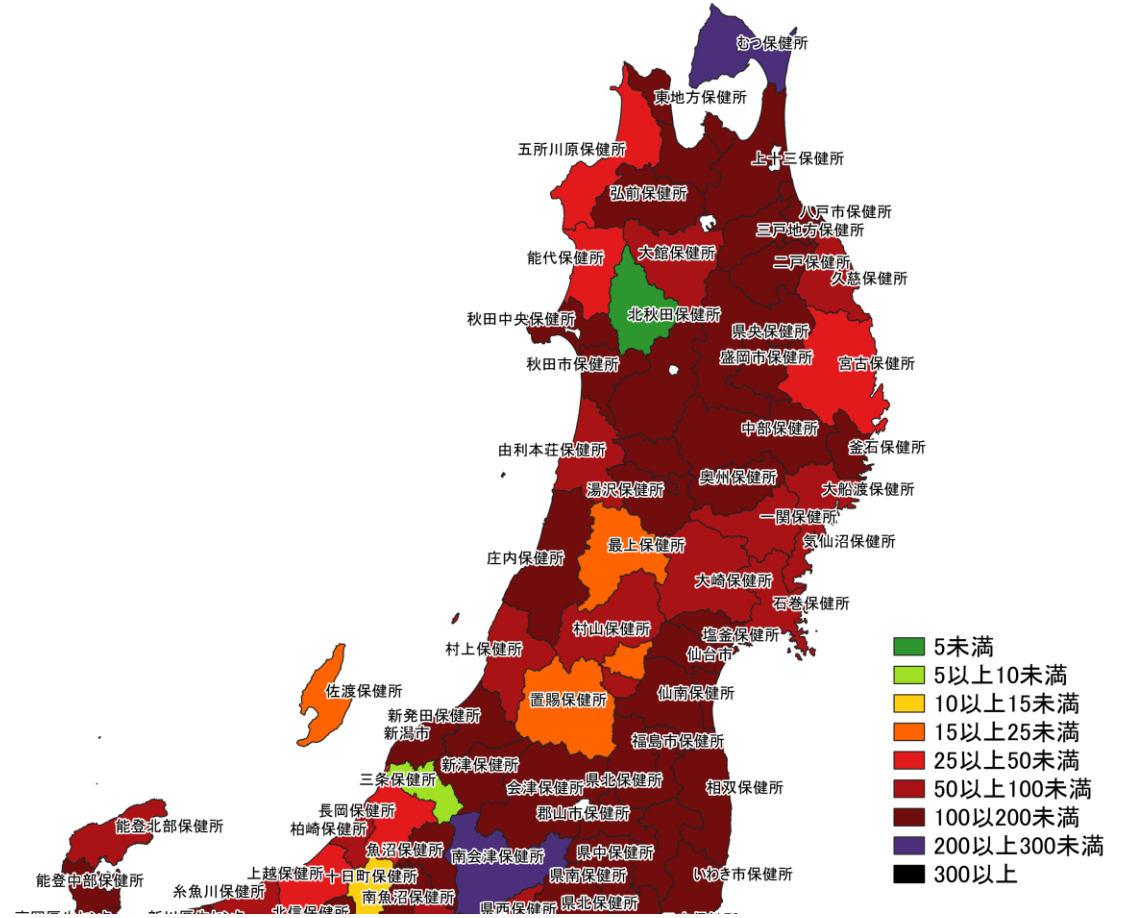 むつ保健所
東地方保健所
五所川原保健所
上十三保健所
弘前保健所
八戸市保健所
三戸地方保健所
大館保健所
能代保健所
二戸保健所
久慈保健所
北秋田保健所
秋田中央保健所
県央保健所
盛岡市保健所
秋田市保健所
宮古保健所
中部保健所
由利本荘保健所
釜石保健所
奥州保健所
湯沢保健所
大船渡保健所
一関保健所
気仙沼保健所
最上保健所
庄内保健所
大崎保健所
石巻保健所
村山保健所
塩釜保健所
村上保健所
仙台市
佐渡保健所
置賜保健所
仙南保健所
新発田保健所
新潟市
福島市保健所
新津保健所
三条保健所
会津保健所
県北保健所
相双保健所
長岡保健所
郡山市保健所
柏崎保健所
能登北部保健所
魚沼保健所
南会津保健所
県中保健所
上越保健所
十日町保健所
県南保健所
いわき市保健所
能登中部保健所
糸魚川保健所
南魚沼保健所
北信保健所
県西保健所
県北保健所
5未満
5以上10未満
10以上15未満
15以上25未満
25以上50未満
50以上100未満
100以200未満
200以上300未満
300以上